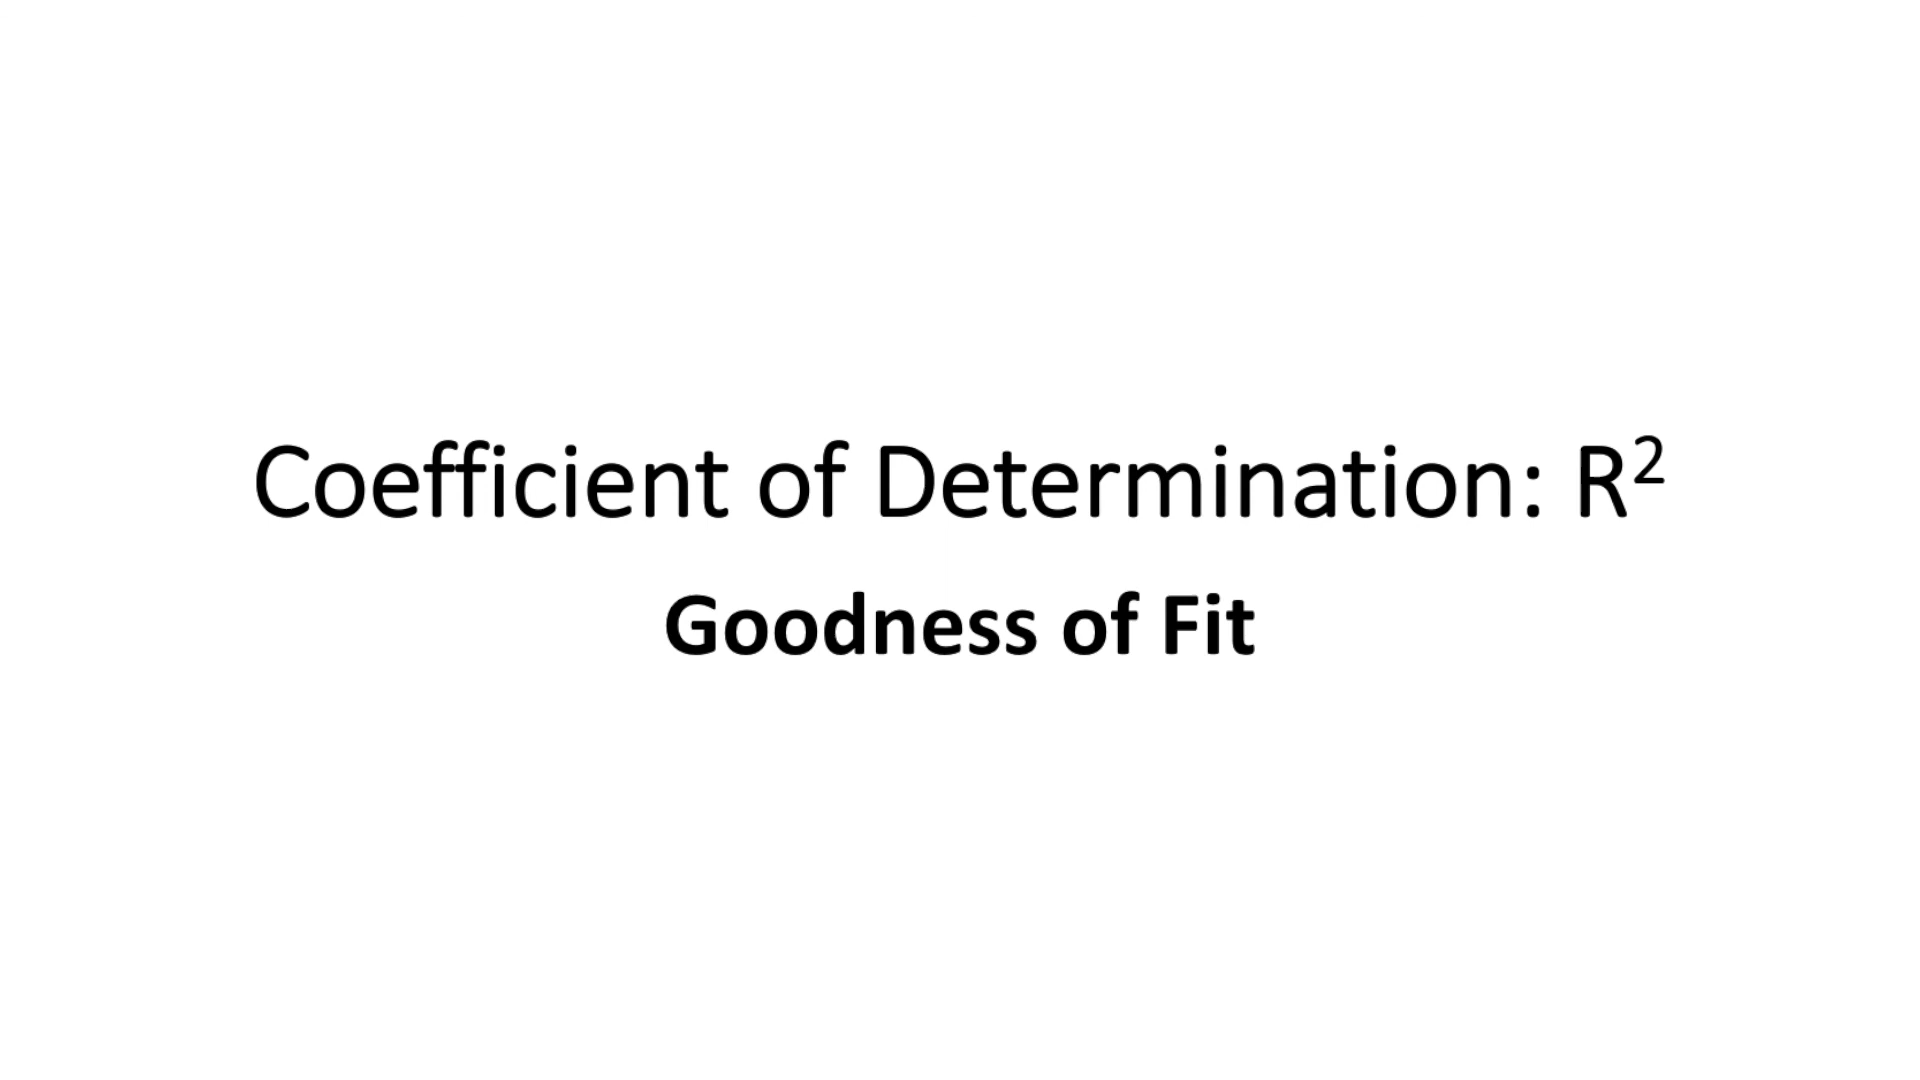 Coefficient of Determination: R²
Goodness of Fit